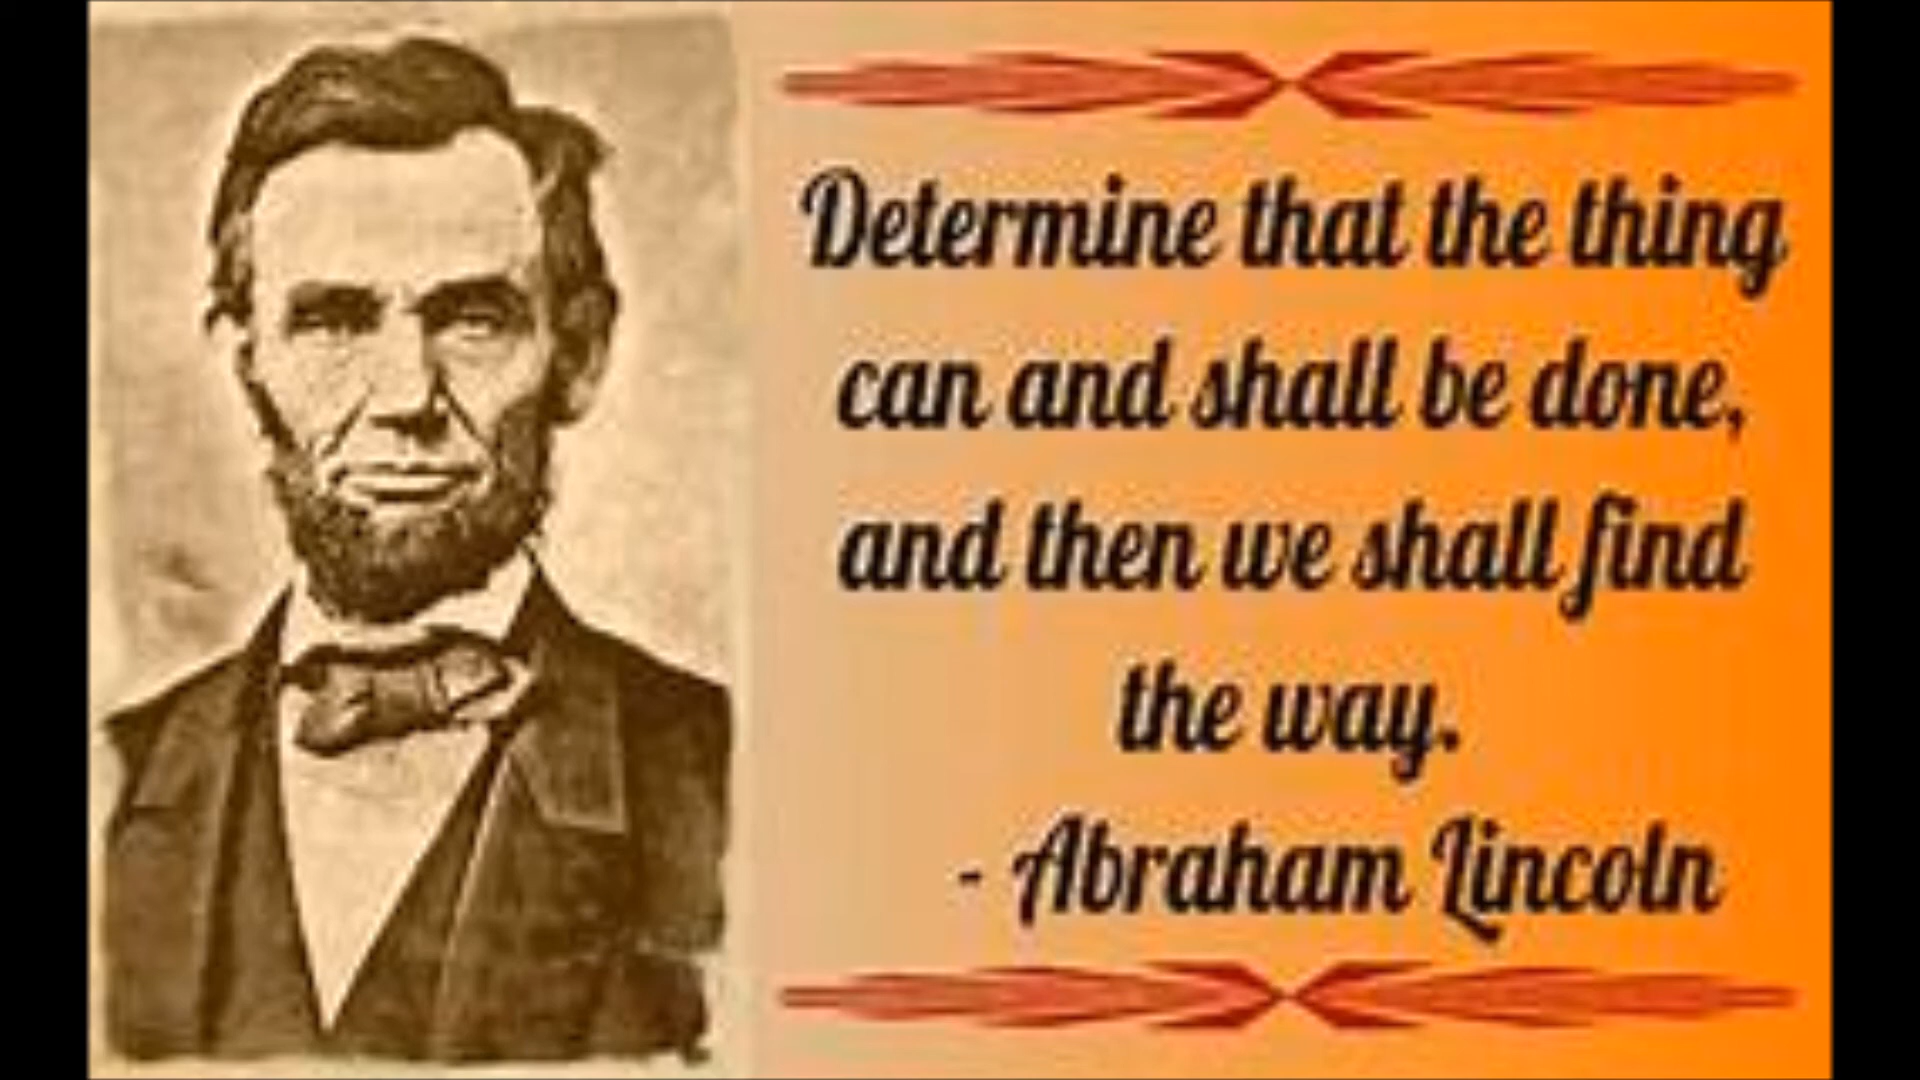 Determine that the thing
can and shall be done,
and then we shall find
the way.
- Abraham Lincoln